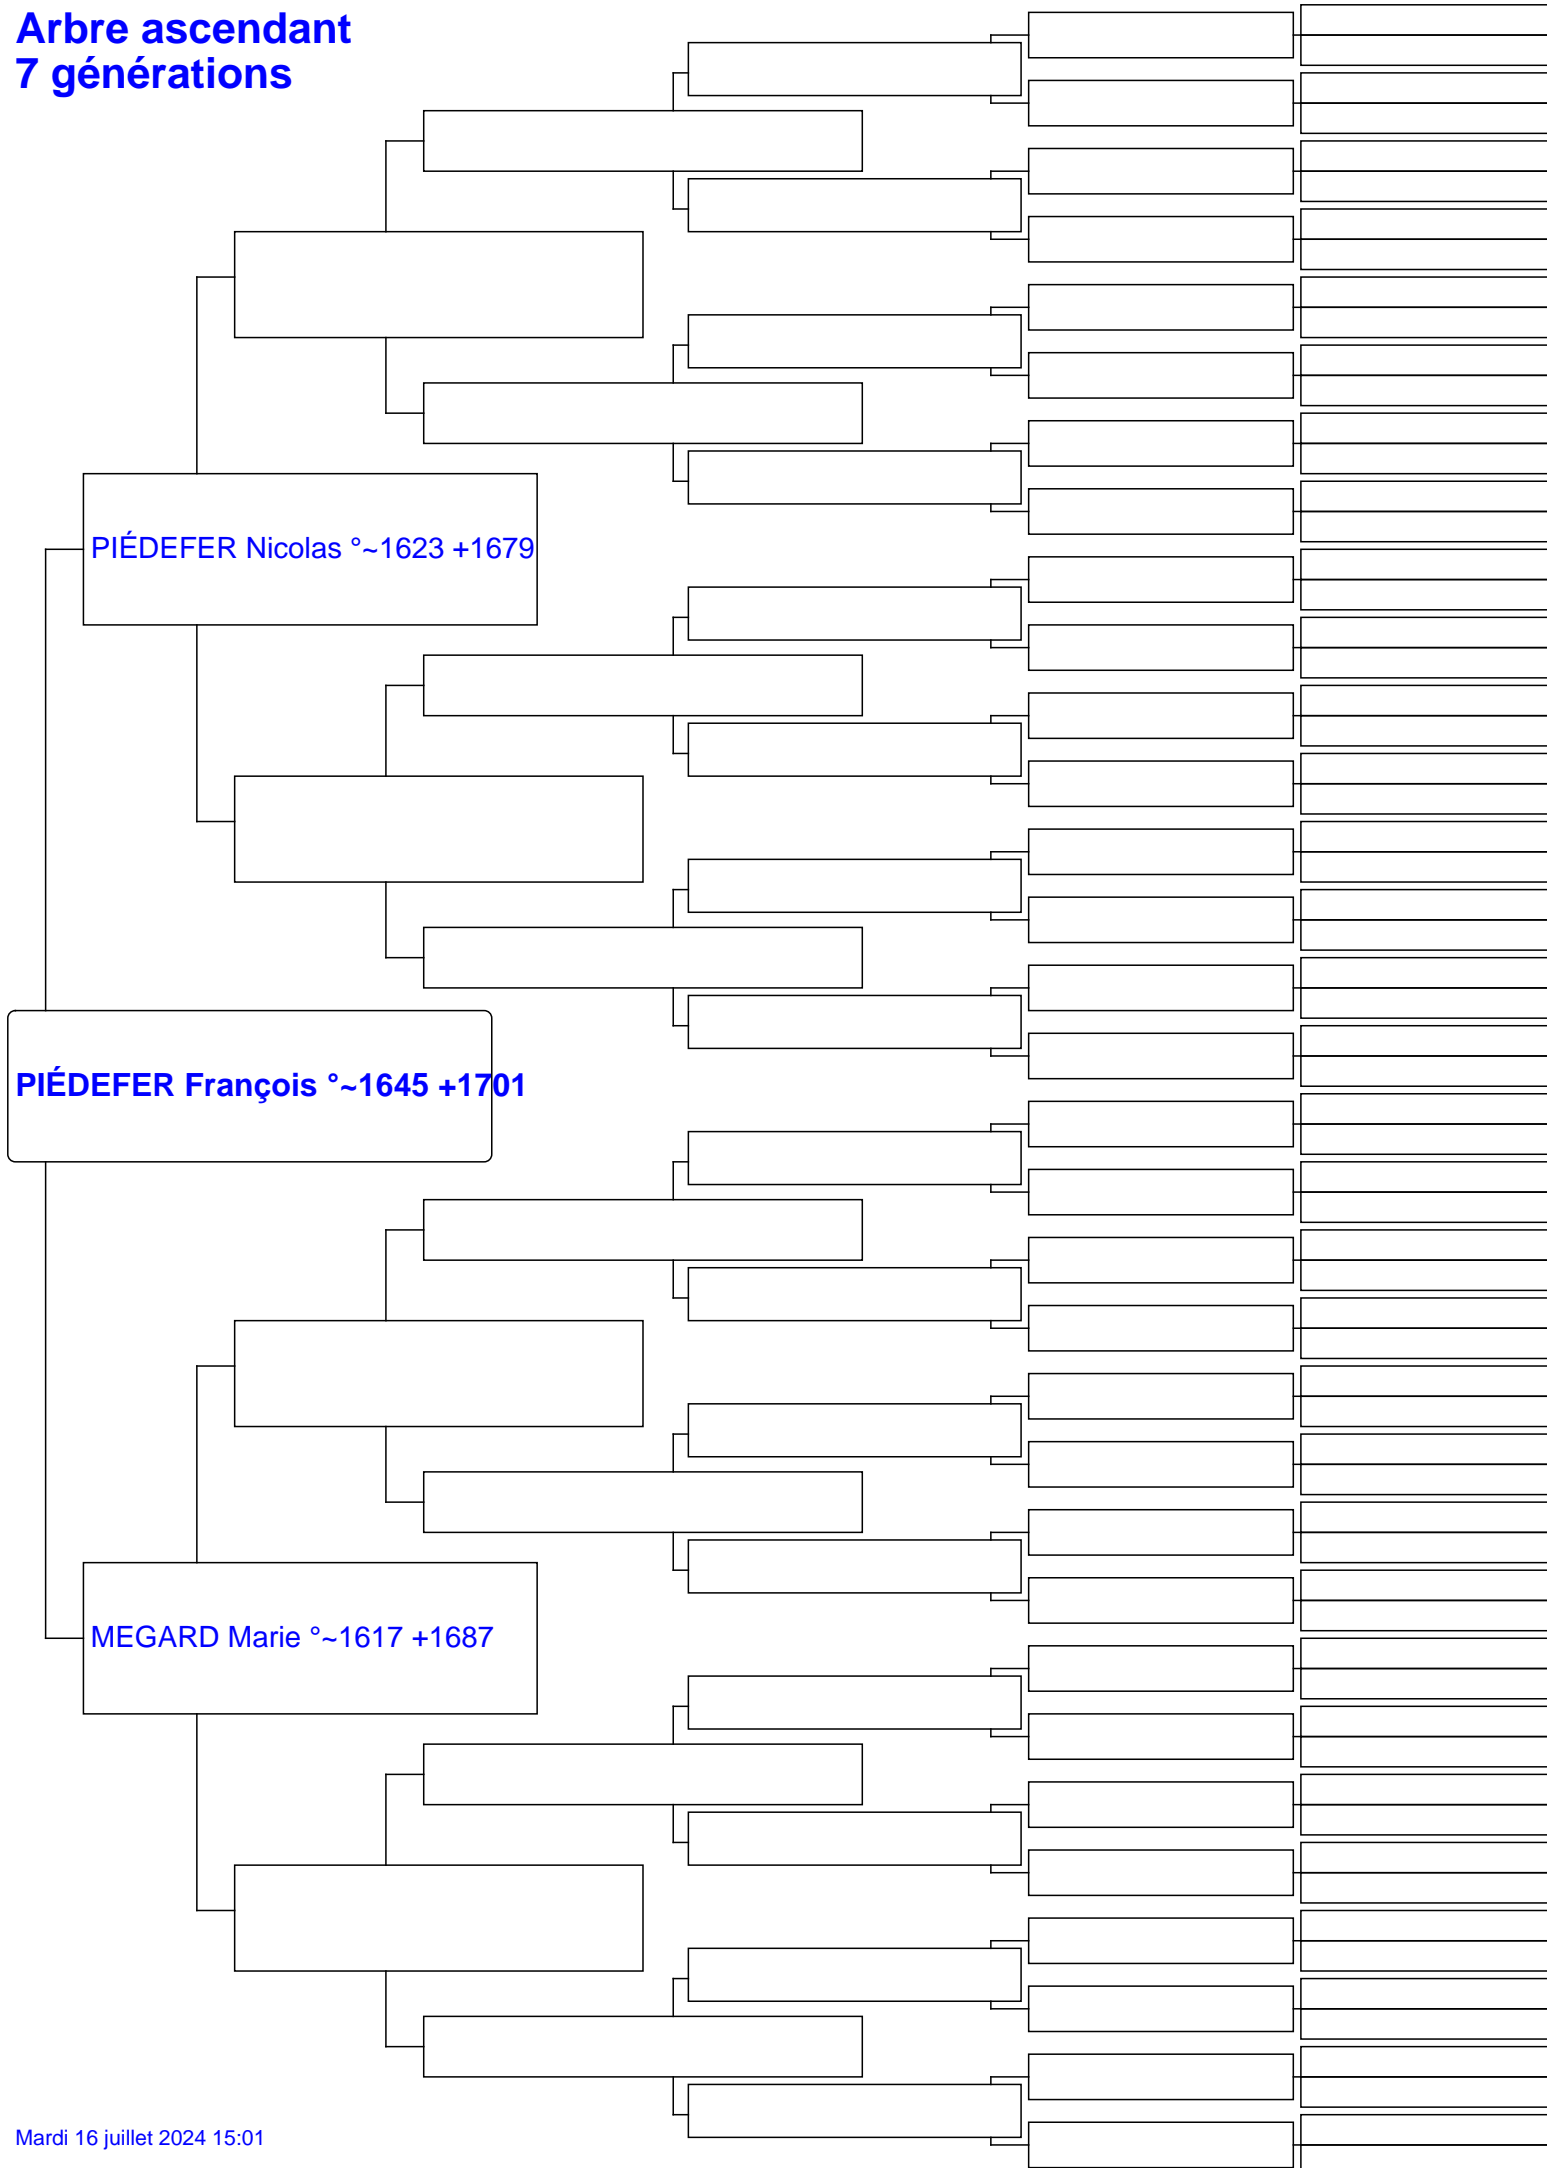 Arbre ascendant
7 générations
PIÉDEFER Nicolas °~1623 +1679
PIÉDEFER François °~1645 +1701
MEGARD Marie °~1617 +1687
Mardi 16 juillet 2024 15:01